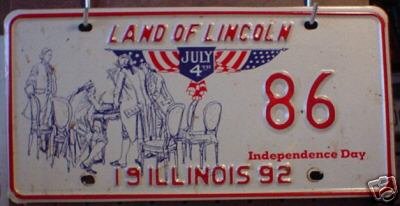 LAND OF LINCOLN
JULY
4TH
86
Independence Day
19 ILLINOIS 92